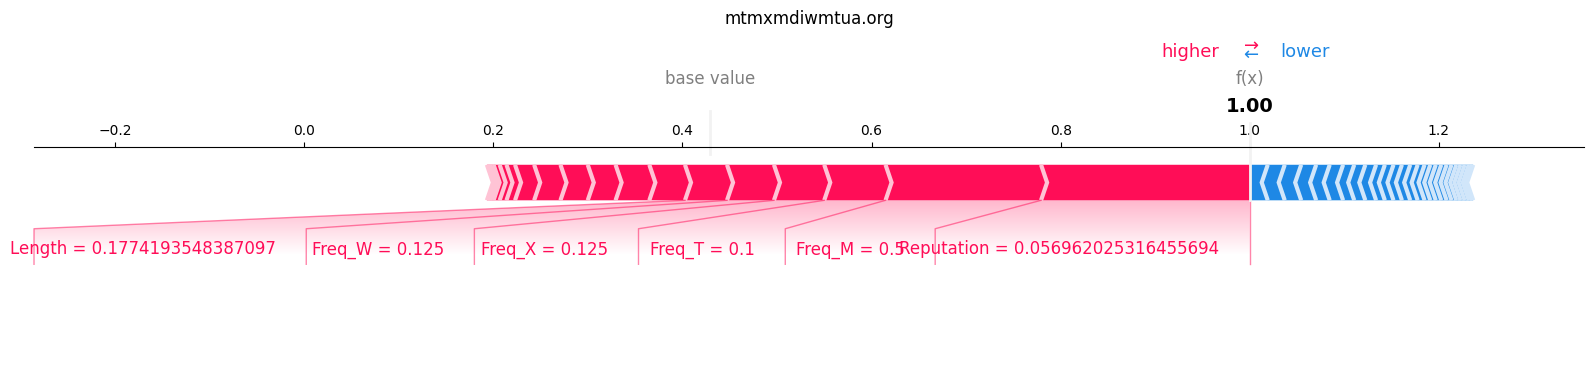 mtmxmdiwmtua.org
higher → ← lower
base value f(x)
1.00
−0.2 0.0 0.2 0.4 0.6 0.8 1.0 1.2
Length = 0.1774193548387097 Freq_W = 0.125 Freq_X = 0.125 Freq_T = 0.1 Freq_M = 0.5 Reputation = 0.056962025316455694